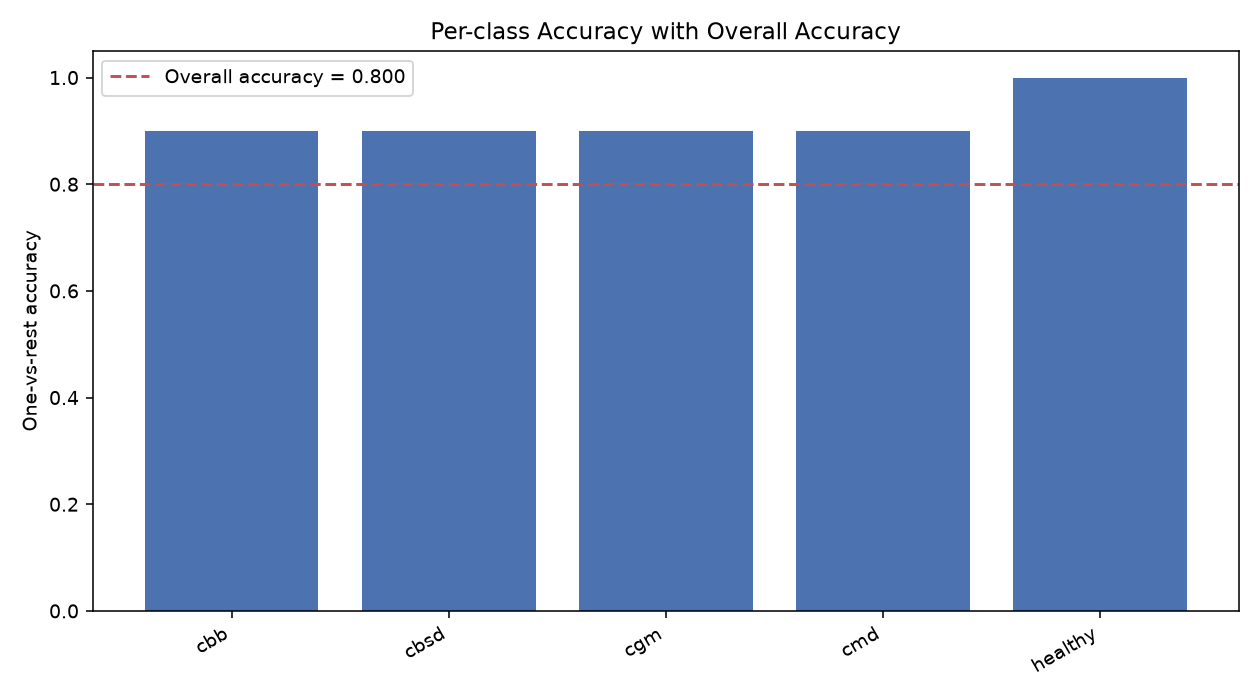 Per-class Accuracy with Overall Accuracy
Overall accuracy = 0.800
One-vs-rest accuracy
1.0
0.8
0.6
0.4
0.2
0.0
cbb
cbsd
cgm
cmd
healthy